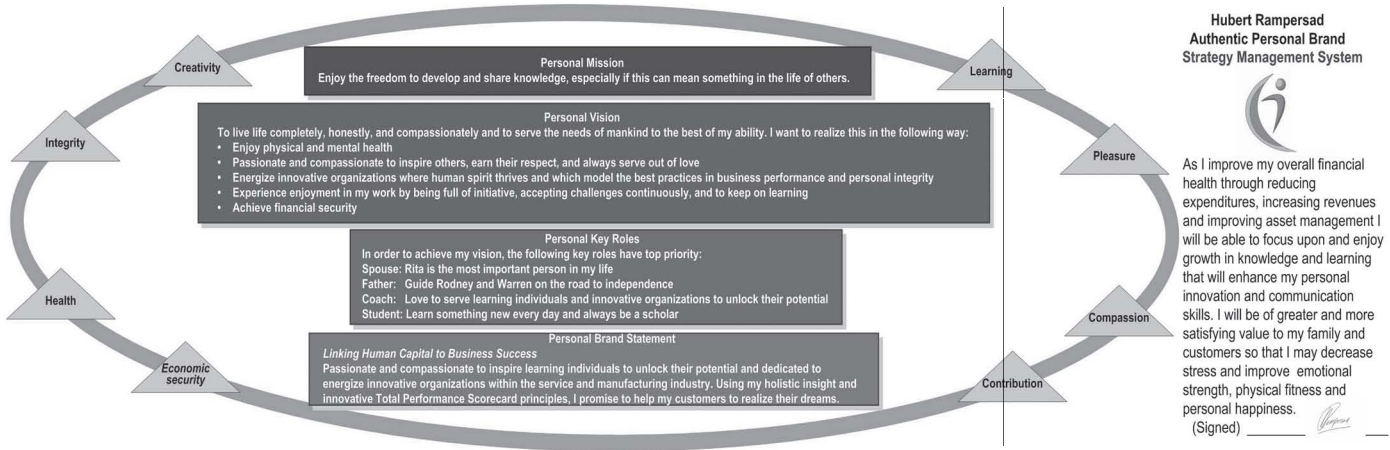 Creativity
Integrity
Health
Economic
security
Personal Mission
Enjoy the freedom to develop and share knowledge, especially if this can mean something in the life of others.
Personal Vision
To live life completely, honestly, and compassionately and to serve the needs of mankind to the best of my ability. I want to realize this in the following way:
• Enjoy physical and mental health
• Passionate and compassionate to inspire others, earn their respect, and always serve out of love
• Energize innovative organizations where human spirit thrives and which model the best practices in business performance and personal integrity
• Experience enjoyment in my work by being full of initiative, accepting challenges continuously, and to keep on learning
• Achieve financial security
Personal Key Roles
In order to achieve my vision, the following key roles have top priority:
Spouse: Rita is the most important person in my life
Father: Guide Rodney and Warren on the road to independence
Coach: Love to serve learning individuals and innovative organizations to unlock their potential
Student: Learn something new every day and always be a scholar
Personal Brand Statement
Linking Human Capital to Business Success
Passionate and compassionate to inspire learning individuals to unlock their potential and dedicated to
energize innovative organizations within the service and manufacturing industry. Using my holistic insight and
innovative Total Performance Scorecard principles, I promise to help my customers to realize their dreams.
Learning
Pleasure
Compassion
Contribution
Hubert Rampersad
Authentic Personal Brand
Strategy Management System
As I improve my overall financial
health through reducing
expenditures, increasing revenues
and improving asset management I
will be able to focus upon and enjoy
growth in knowledge and learning
that will enhance my personal
innovation and communication
skills. I will be of greater and more
satisfying value to my family and
customers so that I may decrease
stress and improve emotional
strength, physical fitness and
personal happiness.
(Signed)